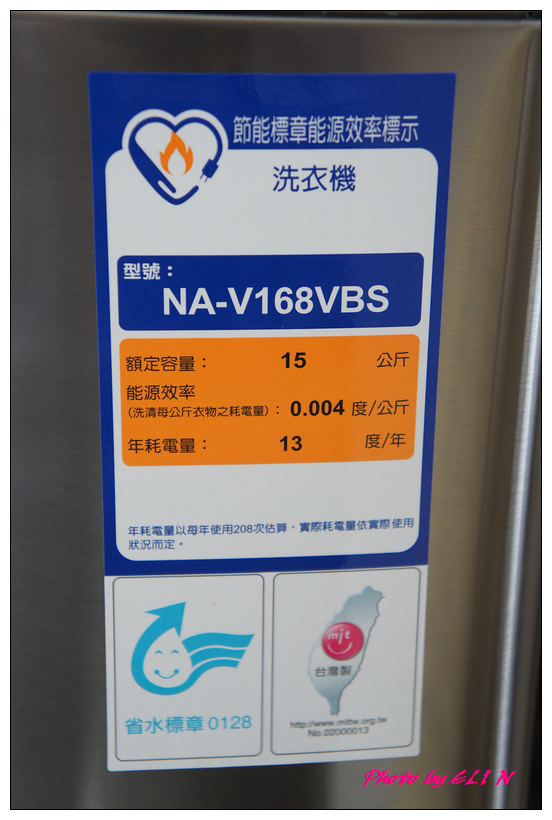 節能標章能源效率標示
洗衣機
型號：
NA-V168VBS
額定容量： 15 公斤
能源效率
(洗清每公斤衣物之耗電量)： 0.004 度/公斤
年耗電量： 13 度/年
年耗電量以每年使用208次估算，實際耗電量依實際使用
狀況而定。
省水標章 0128
mit
台灣製
http://www.mittw.org.tw
No.02000013
Photo by ELI N